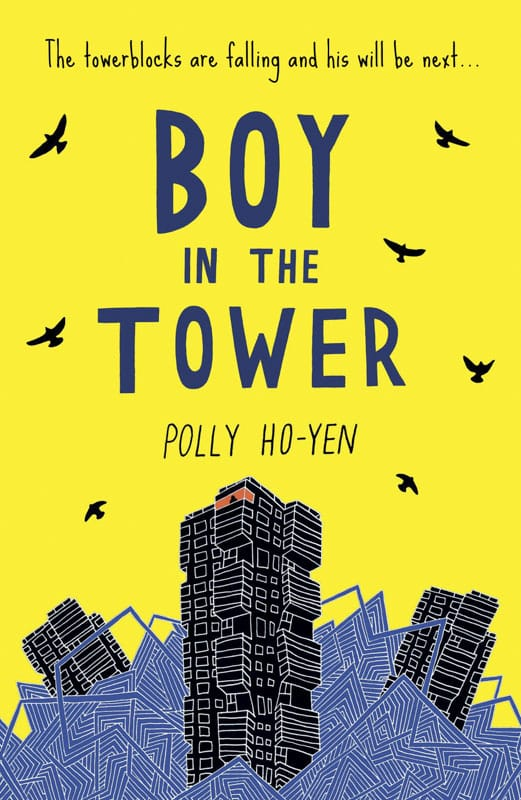 The towerblocks are falling and his will be next...
BOY
IN THE
TOWER
POLLY HO-YEN